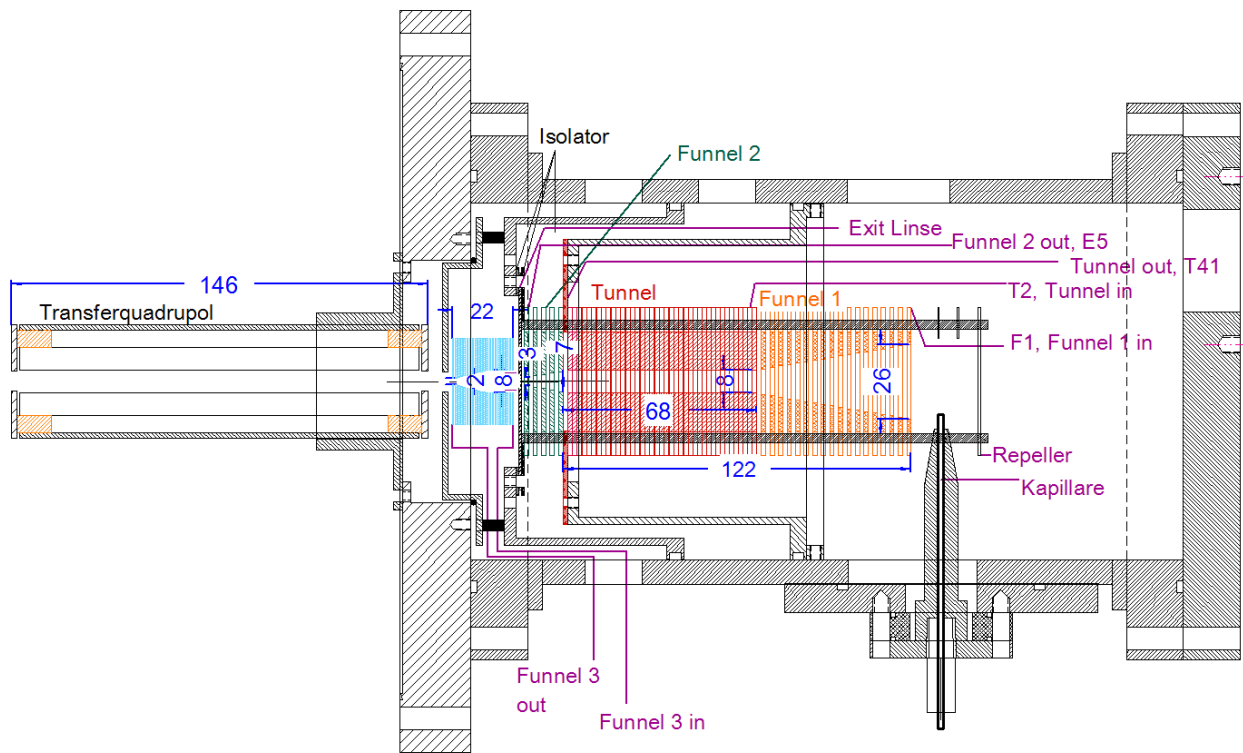 Isolator
Funnel 2
Exit Linse
Funnel 2 out, E5
Tunnel out, T41
T2, Tunnel in
Tunnel
Funnel 1
F1, Funnel 1 in
146
Transferquadrupol
22
3
7
2
8
8
26
68
122
Repeller
Kapillare
Funnel 3
out
Funnel 3 in